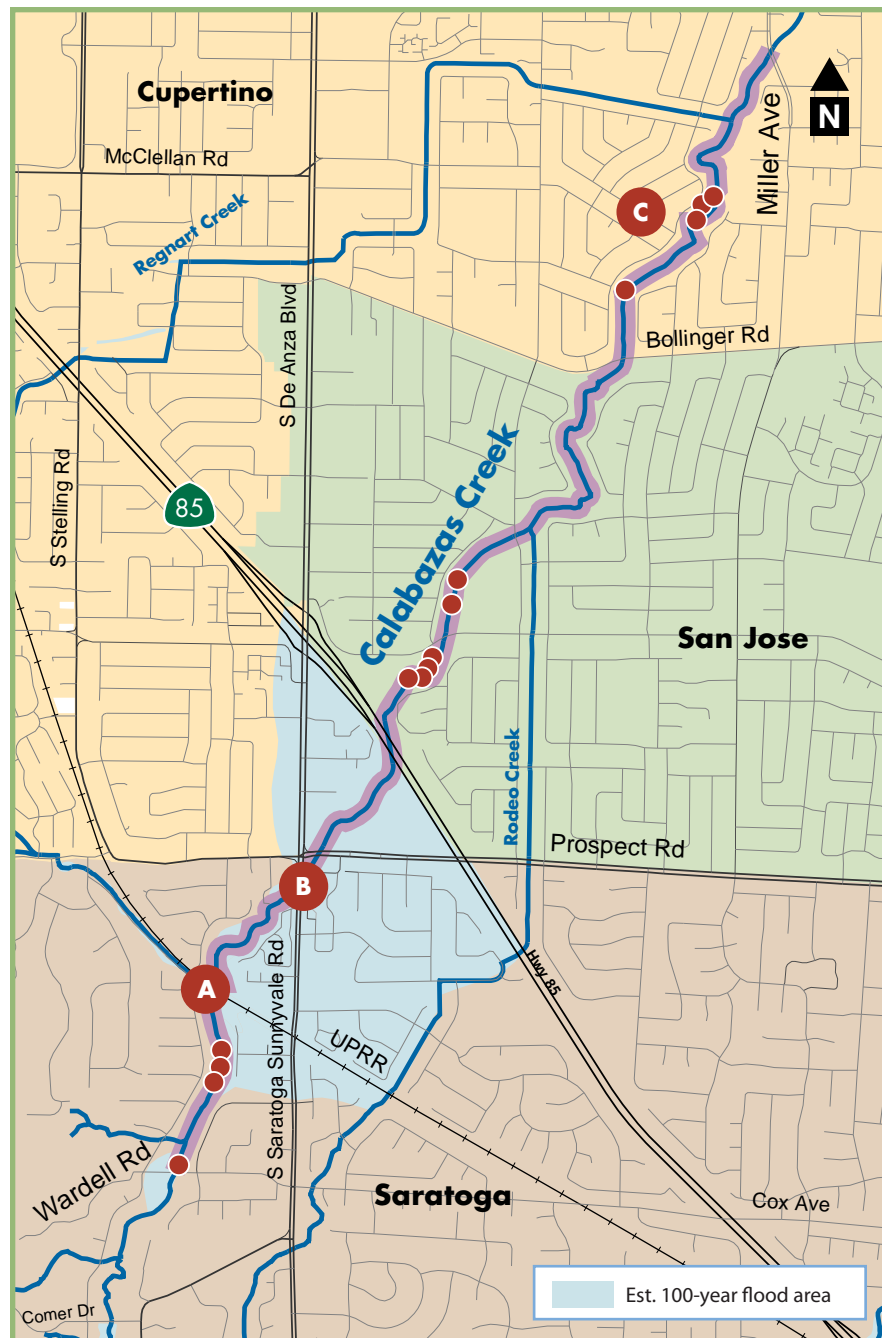 Cupertino
McClellan Rd
Miller Ave
N
C
Regnart Creek
S De Anza Blvd
Bollinger Rd
S Stelling Rd
85
Calabazas Creek
San Jose
Rodeo Creek
Prospect Rd
B
A
S Saratoga Sunnyvale Rd
Hwy 85
UPRR
Wardell Rd
Saratoga
Cox Ave
Comer Dr
Est. 100-year flood area